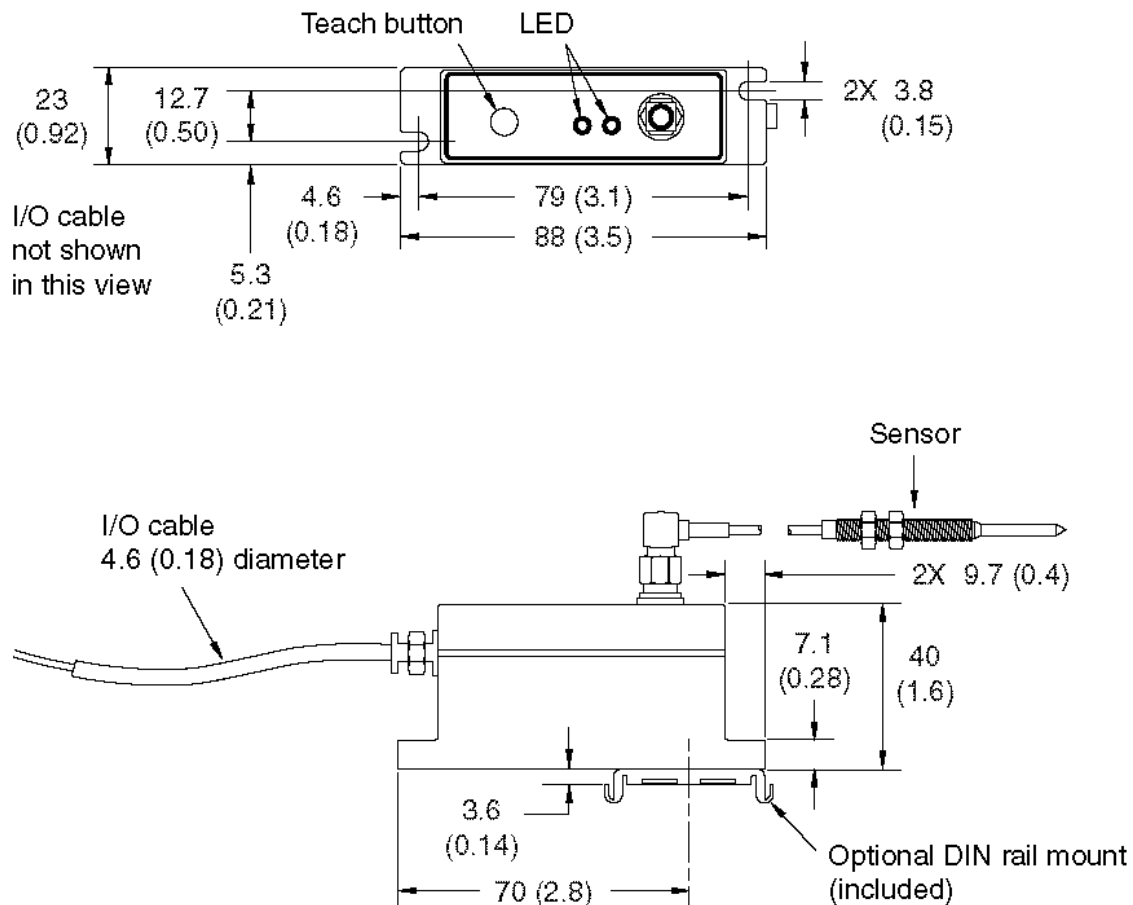 Teach button
LED
23
(0.92)
12.7
(0.50)
2X 3.8
(0.15)
4.6
(0.18)
79 (3.1)
88 (3.5)
I/O cable
not shown
in this view
5.3
(0.21)
Sensor
I/O cable
4.6 (0.18) diameter
2X 9.7 (0.4)
7.1
(0.28)
40
(1.6)
3.6
(0.14)
70 (2.8)
Optional DIN rail mount
(included)